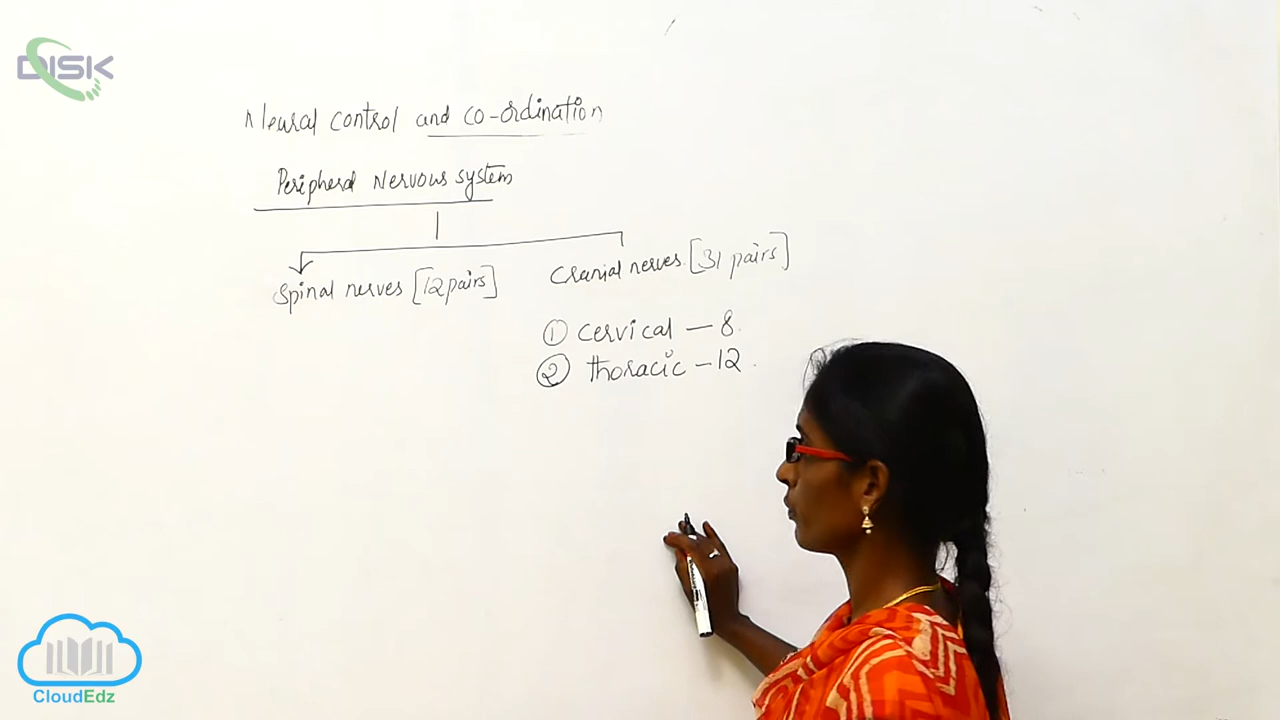 DISK
Neural control and co-ordination
Peripheral Nervous system
Spinal nerves [12 pairs]
Cranial nerves. [31 pairs]
① cervical — 8.
② thoracic — 12.
CloudEdz